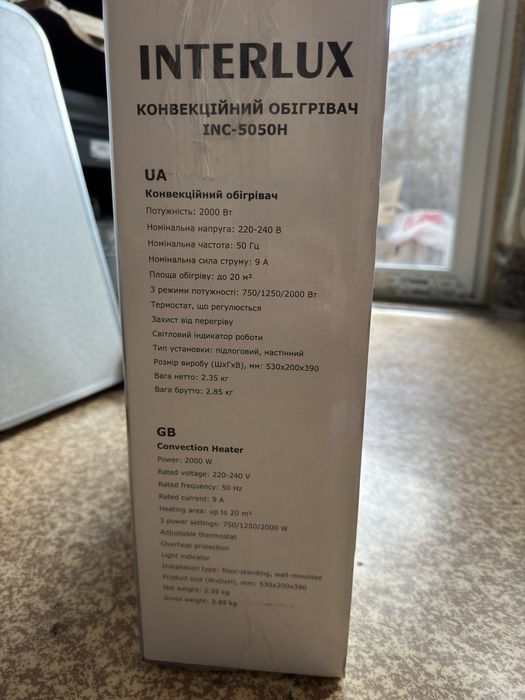 INTERLUX
КОНВЕКЦІЙНИЙ ОБІГРІВАЧ
INC-5050H
UA
Конвекційний обігрівач
Потужність: 2000 Вт
Номінальна напруга: 220-240 В
Номінальна частота: 50 Гц
Номінальна сила струму: 9 А
Площа обігріву: до 20 м²
3 режими потужності: 750/1250/2000 Вт
Термостат, що регулюється
Захист від перегріву
Світловий індикатор роботи
Тип установки: підлоговий, настінний
Розмір виробу (ШхГхВ), мм: 530х200х390
Вага нетто: 2.35 кг
Вага брутто: 2.85 кг
GB
Convection Heater
Power: 2000 W
Rated voltage: 220-240 V
Rated frequency: 50 Hz
Rated current: 9 A
Heating area: up to 20 m²
3 power settings: 750/1250/2000 W
Adjustable thermostat
Overheat protection
Light indicator
Installation type: floor-standing, wall-mounted
Product size (WxDxH), mm: 530x200x390
Net weight: 2.35 kg
Gross weight: 2.85 kg